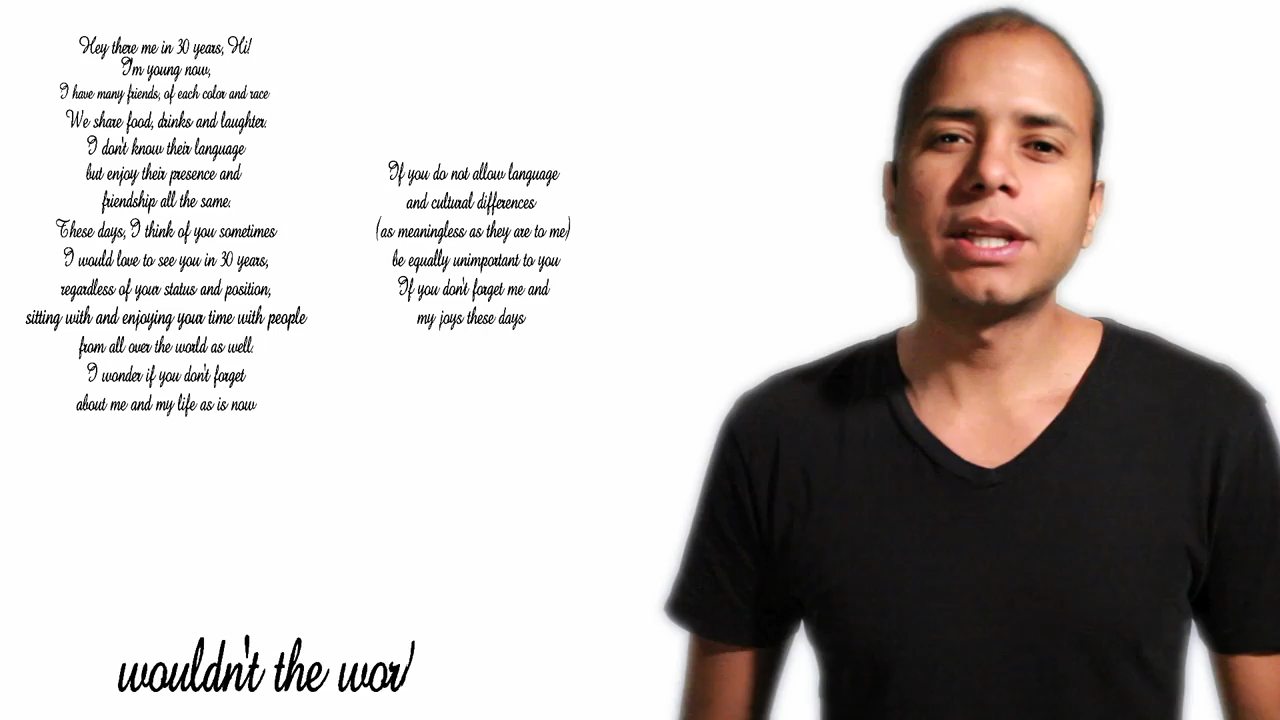 Hey there me in 30 years, Hi!
I'm young now,
I have many friends, of each color and race
We share food, drinks and laughter.
I don't know their language
but enjoy their presence and
friendship all the same.
These days, I think of you sometimes
I would love to see you in 30 years,
regardless of your status and position,
sitting with and enjoying your time with people
from all over the world as well.
I wonder if you don't forget
about me and my life as is now
If you do not allow language
and cultural differences
(as meaningless as they are to me)
be equally unimportant to you
If you don't forget me and
my joys these days
wouldn't the wor